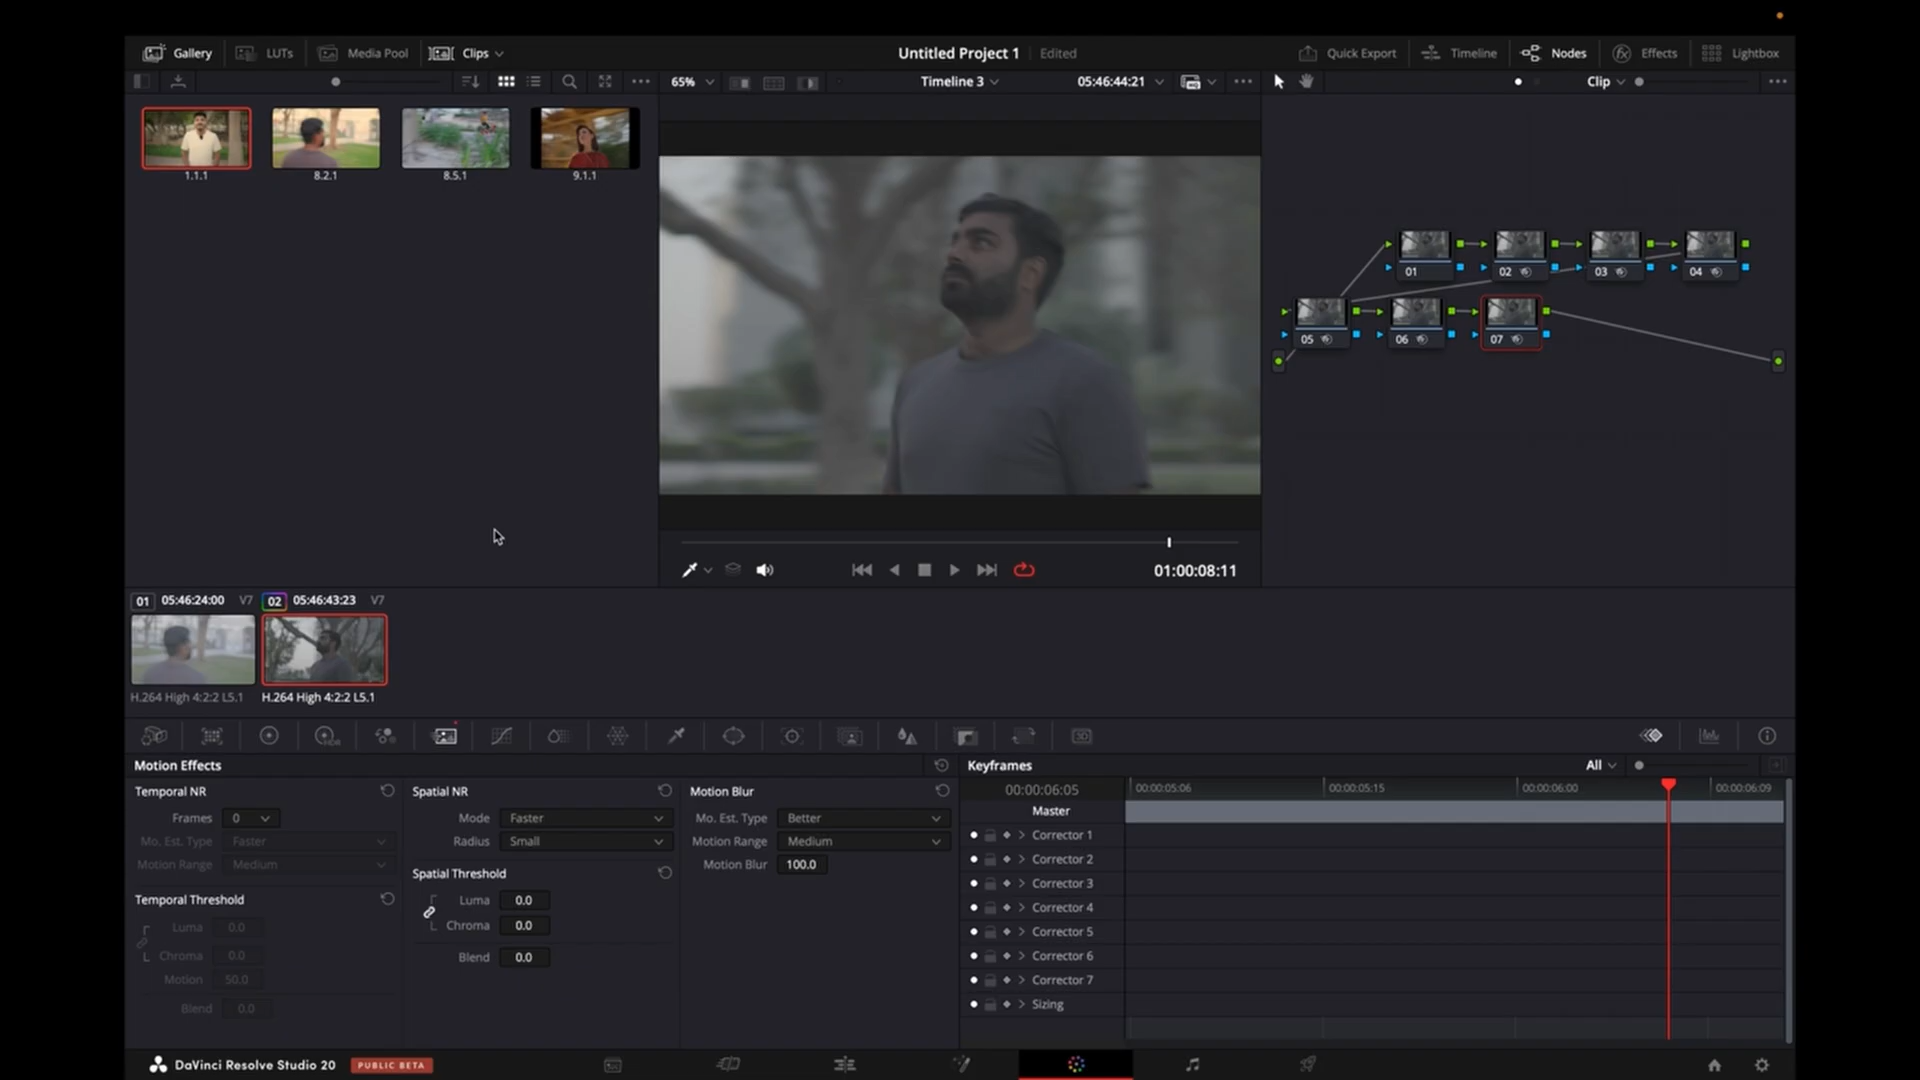 Gallery LUTs Media Pool Clips Untitled Project 1 Edited Quick Export Timeline Nodes Effects Lightbox
65% Timeline 3 05:46:44:21 Clip
1.1.1 8.2.1 8.5.1 9.1.1
01 02 03 04
05 06 07
01:00:08:11
01 05:46:24:00 V7 02 05:46:43:23 V7
H.264 High 4:2:2 L5.1 H.264 High 4:2:2 L5.1
HDR 3D
Motion Effects Keyframes All
Temporal NR Spatial NR Motion Blur 00:00:06:05 00:00:05:06 00:00:05:15 00:00:06:00 00:00:06:09
Frames 0 Mode Faster Mo. Est. Type Better Master
Mo. Est. Type Faster Radius Small Motion Range Medium Corrector 1
Motion Range Medium Motion Blur 100.0 Corrector 2
Spatial Threshold Corrector 3
Temporal Threshold Luma 0.0 Corrector 4
Luma 0.0 Chroma 0.0 Corrector 5
Chroma 0.0 Blend 0.0 Corrector 6
Motion 50.0 Corrector 7
Blend 0.0 Sizing
DaVinci Resolve Studio 20 PUBLIC BETA